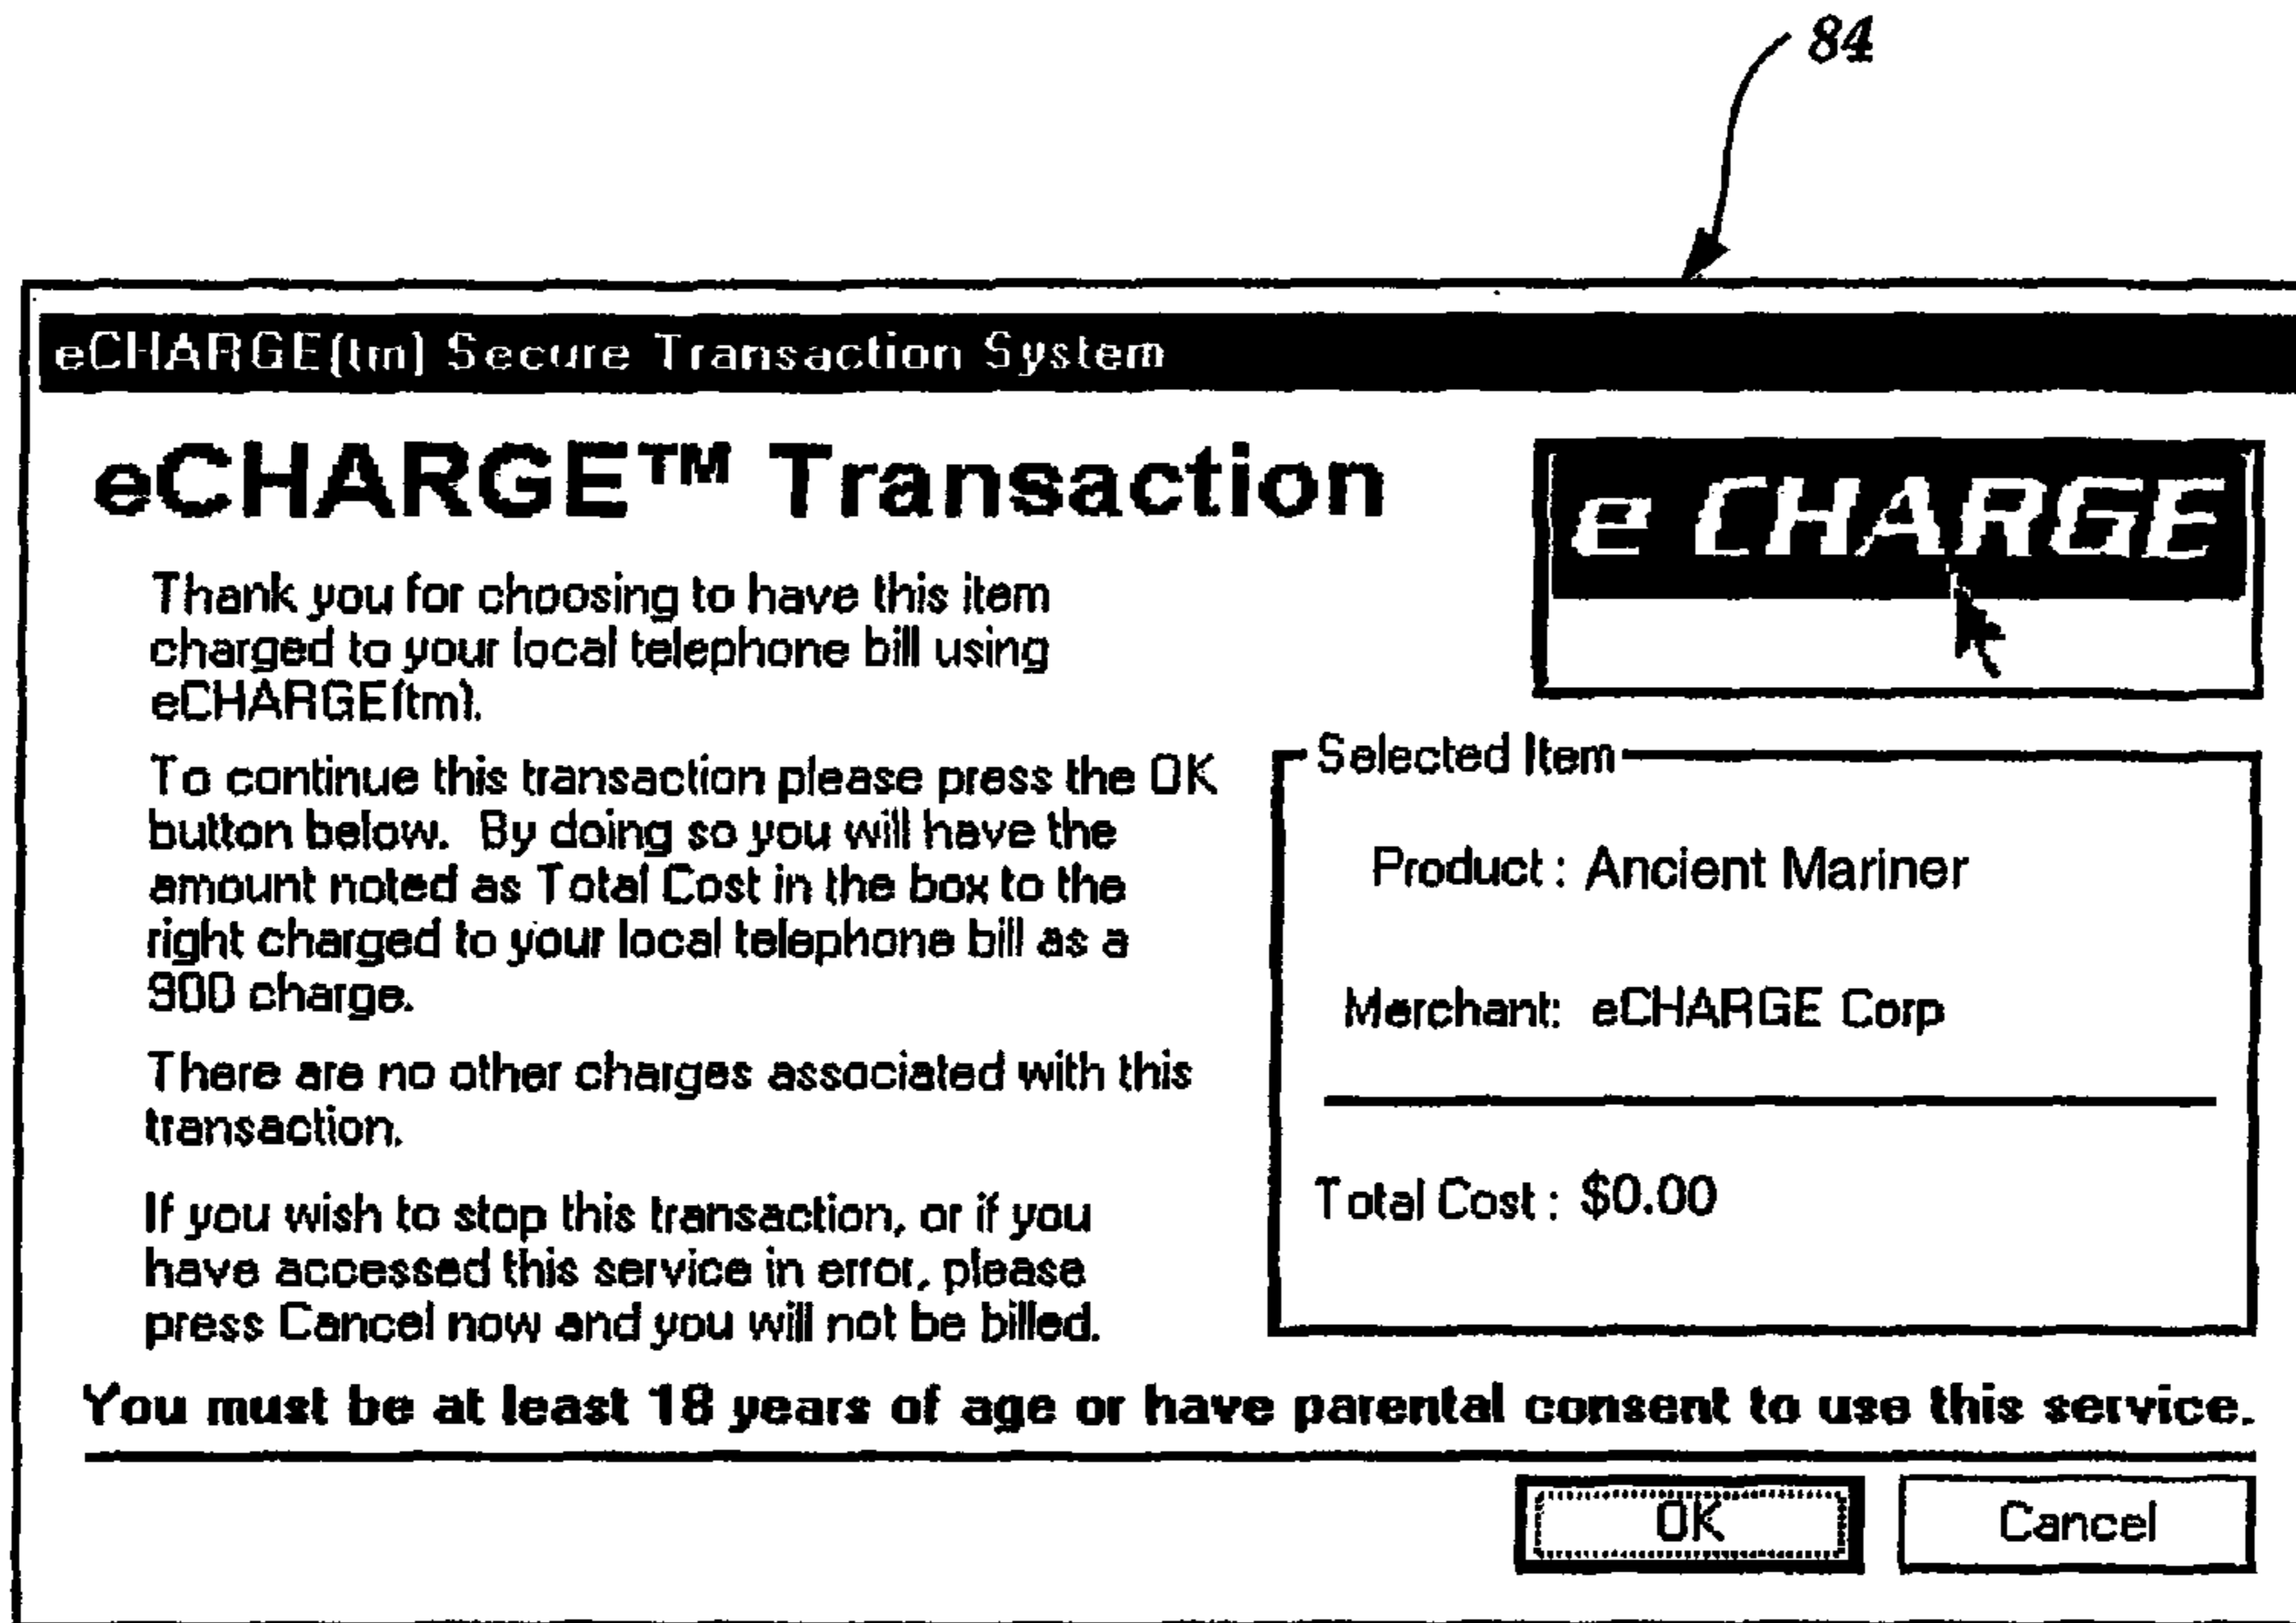 84
eCHARGE(tm) Secure Transaction System
eCHARGE™ Transaction
e CHARGE
Thank you for choosing to have this item
charged to your local telephone bill using
eCHARGE(tm).
To continue this transaction please press the OK
button below. By doing so you will have the
amount noted as Total Cost in the box to the
right charged to your local telephone bill as a
900 charge.
There are no other charges associated with this
transaction.
If you wish to stop this transaction, or if you
have accessed this service in error, please
press Cancel now and you will not be billed.
Selected Item
Product : Ancient Mariner
Merchant: eCHARGE Corp
Total Cost : $0.00
You must be at least 18 years of age or have parental consent to use this service.
OK
Cancel